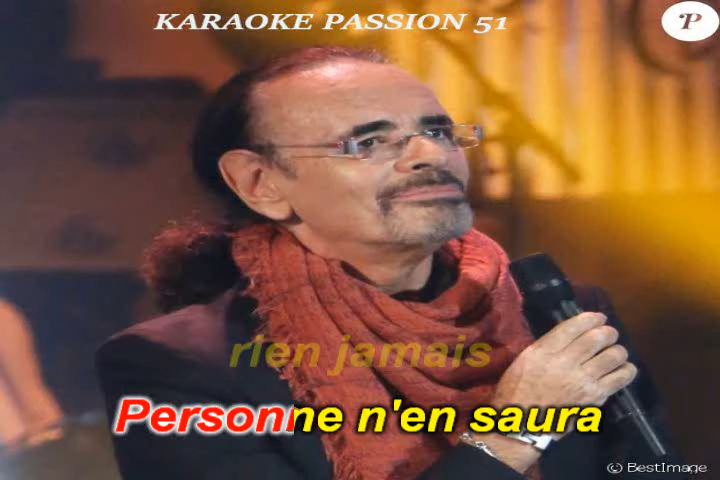 KARAOKE PASSION 51
P
rien jamais
Personne n'en saura
© BestImage